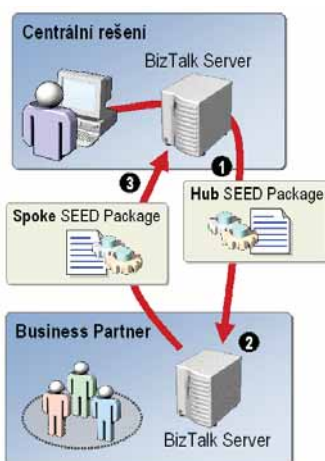 Centrální rešení
BizTalk Server
1
3
Hub SEED Package
Spoke SEED Package
2
Business Partner
BizTalk Server